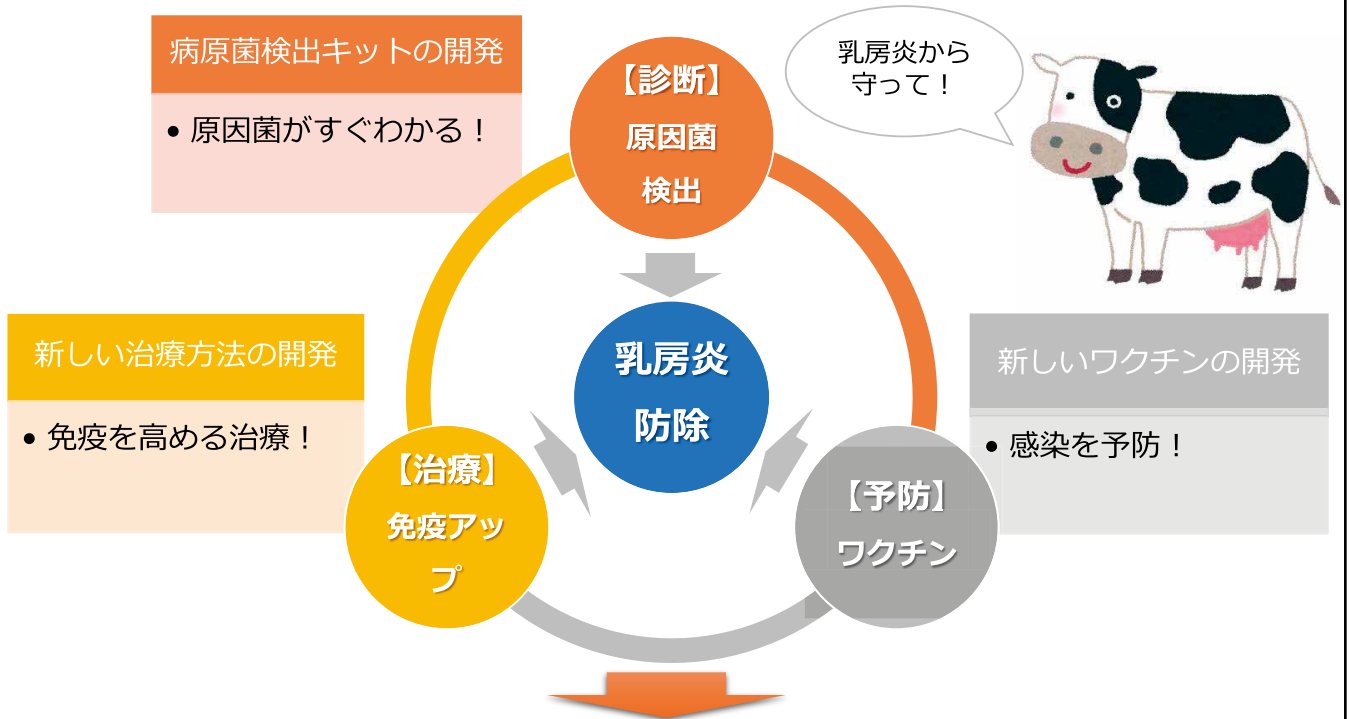 病原菌検出キットの開発
• 原因菌がすぐわかる！
【診断】
原因菌
検出
乳房炎から
守って！
新しい治療方法の開発
• 免疫を高める治療！
乳房炎
防除
新しいワクチンの開発
• 感染を予防！
【治療】
免疫アッ
プ
【予防】
ワクチン